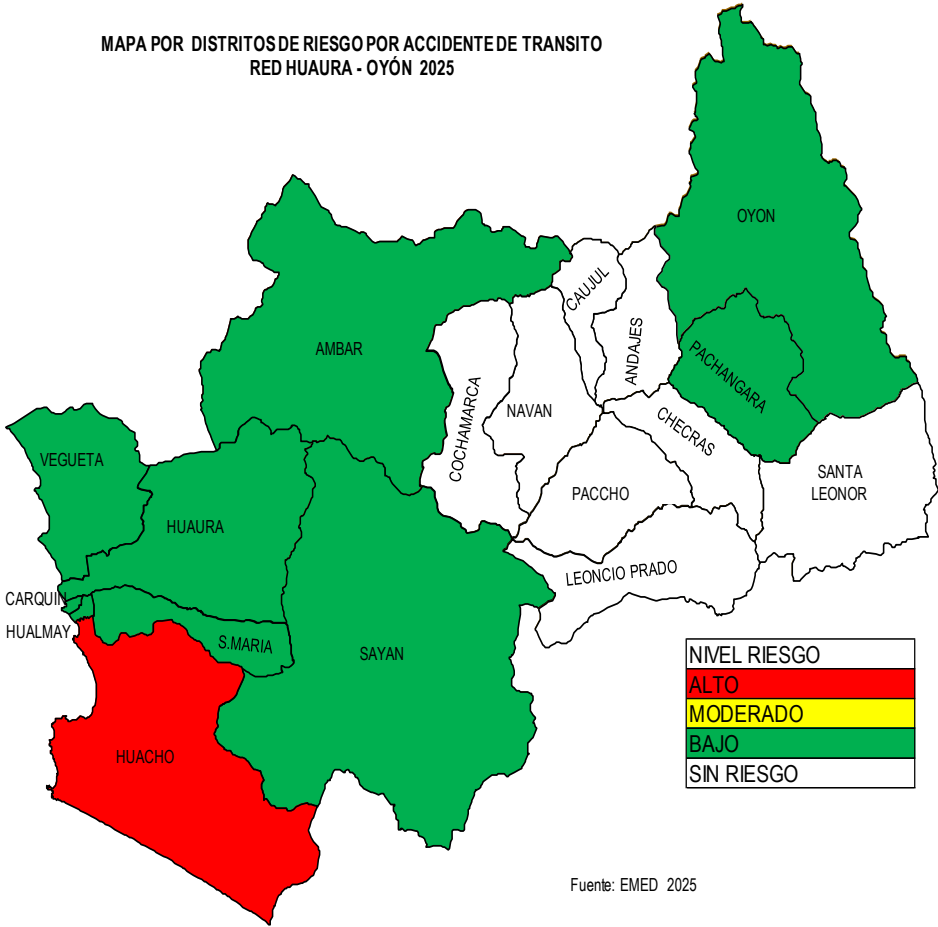 MAPA POR DISTRITOS DE RIESGO POR ACCIDENTE DE TRANSITO
RED HUAURA - OYÓN 2025
OYON
CAUJUL
ANDAJES
AMBAR
PACHANGARA
COCHAMARCA
NAVAN
CHECRAS
VEGUETA
SANTA
LEONOR
PACCHO
HUAURA
LEONCIO PRADO
CARQUIN
HUALMAY
S.MARIA
SAYAN
HUACHO
NIVEL RIESGO
ALTO
MODERADO
BAJO
SIN RIESGO
Fuente: EMED 2025